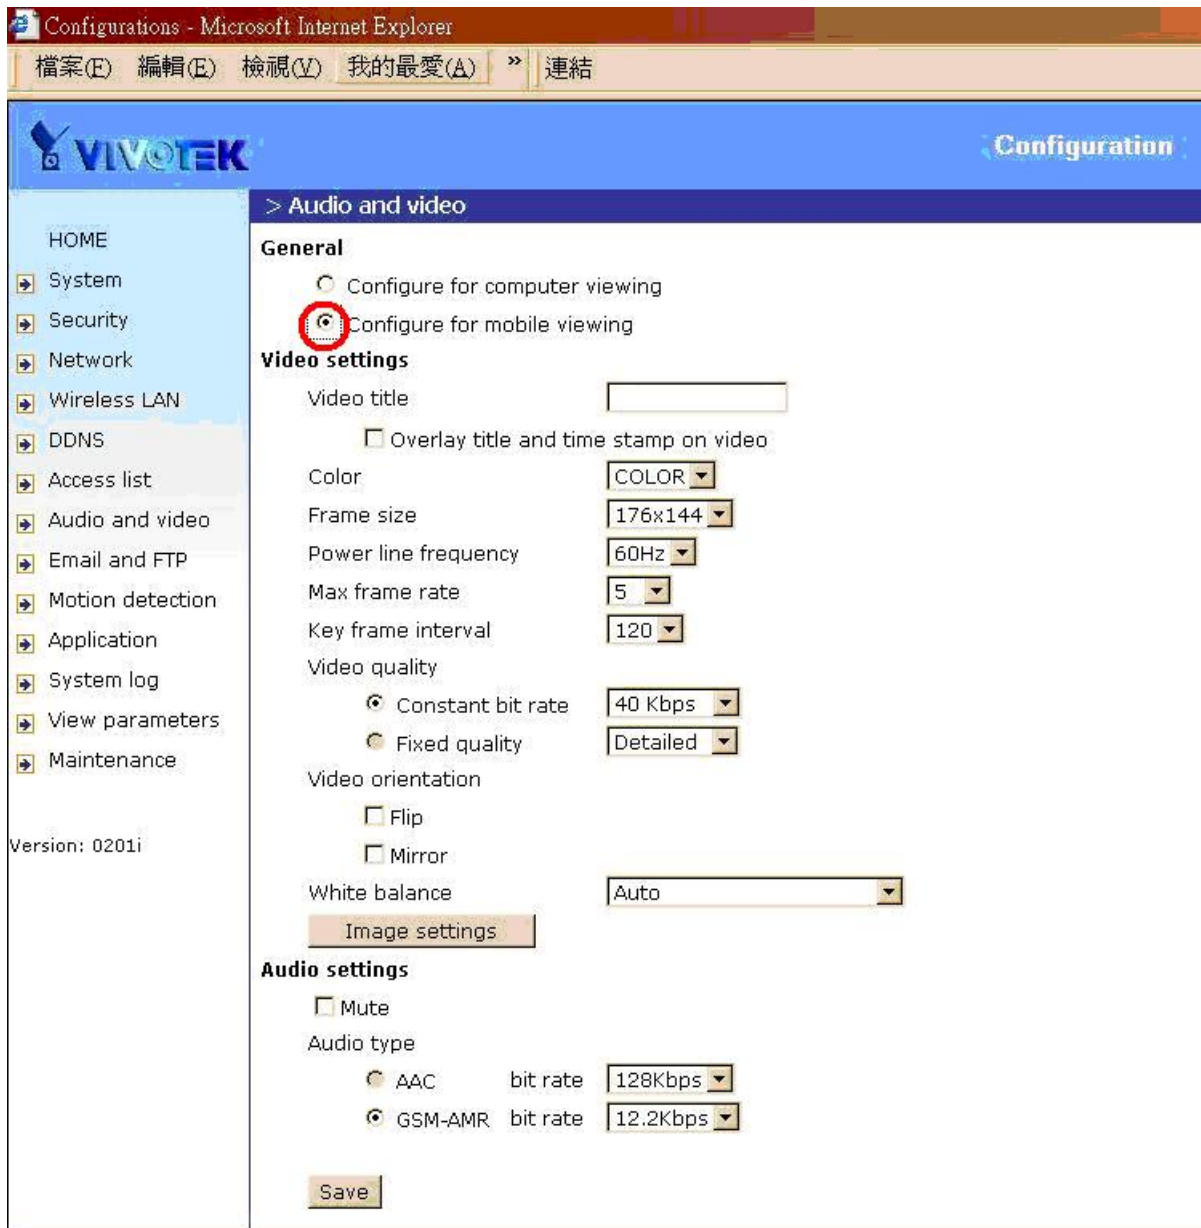 Configurations - Microsoft Internet Explorer
檔案(F) 編輯(E) 檢視(V) 我的最愛(A) » 連結
VIVOTEK
Configuration
> Audio and video
HOME
System
Security
Network
Wireless LAN
DDNS
Access list
Audio and video
Email and FTP
Motion detection
Application
System log
View parameters
Maintenance
Version: 0201i
General
Configure for computer viewing
Configure for mobile viewing
Video settings
Video title
Overlay title and time stamp on video
Color COLOR
Frame size 176x144
Power line frequency 60Hz
Max frame rate 5
Key frame interval 120
Video quality
Constant bit rate 40 Kbps
Fixed quality Detailed
Video orientation
Flip
Mirror
White balance Auto
Image settings
Audio settings
Mute
Audio type
AAC bit rate 128Kbps
GSM-AMR bit rate 12.2Kbps
Save